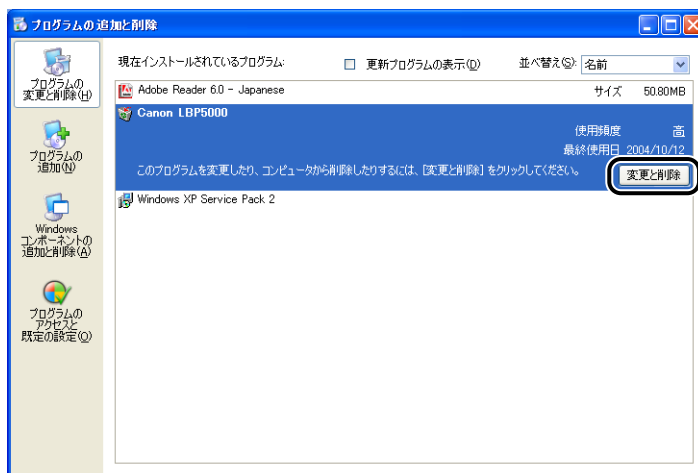 プログラムの追加と削除
プログラムの
変更と削除(H)
プログラムの
追加(N)
Windows
コンポーネントの
追加と削除(A)
プログラムの
アクセスと
既定の設定(O)
現在インストールされているプログラム:
更新プログラムの表示(D)
並べ替え(S):
名前
Adobe Reader 6.0 - Japanese
サイズ
50.80MB
Canon LBP5000
使用頻度
高
最終使用日
2004/10/12
このプログラムを変更したり、コンピュータから削除したりするには、[変更と削除] をクリックしてください。
変更と削除
Windows XP Service Pack 2